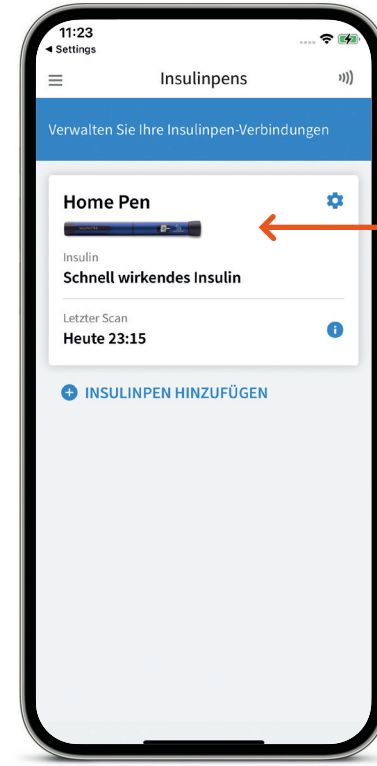 11:23
Settings
Insulinpens
Verwalten Sie Ihre Insulinpen-Verbindungen
Home Pen
Insulin
Schnell wirkendes Insulin
Letzter Scan
Heute 23:15
INSULINPEN HINZUFÜGEN